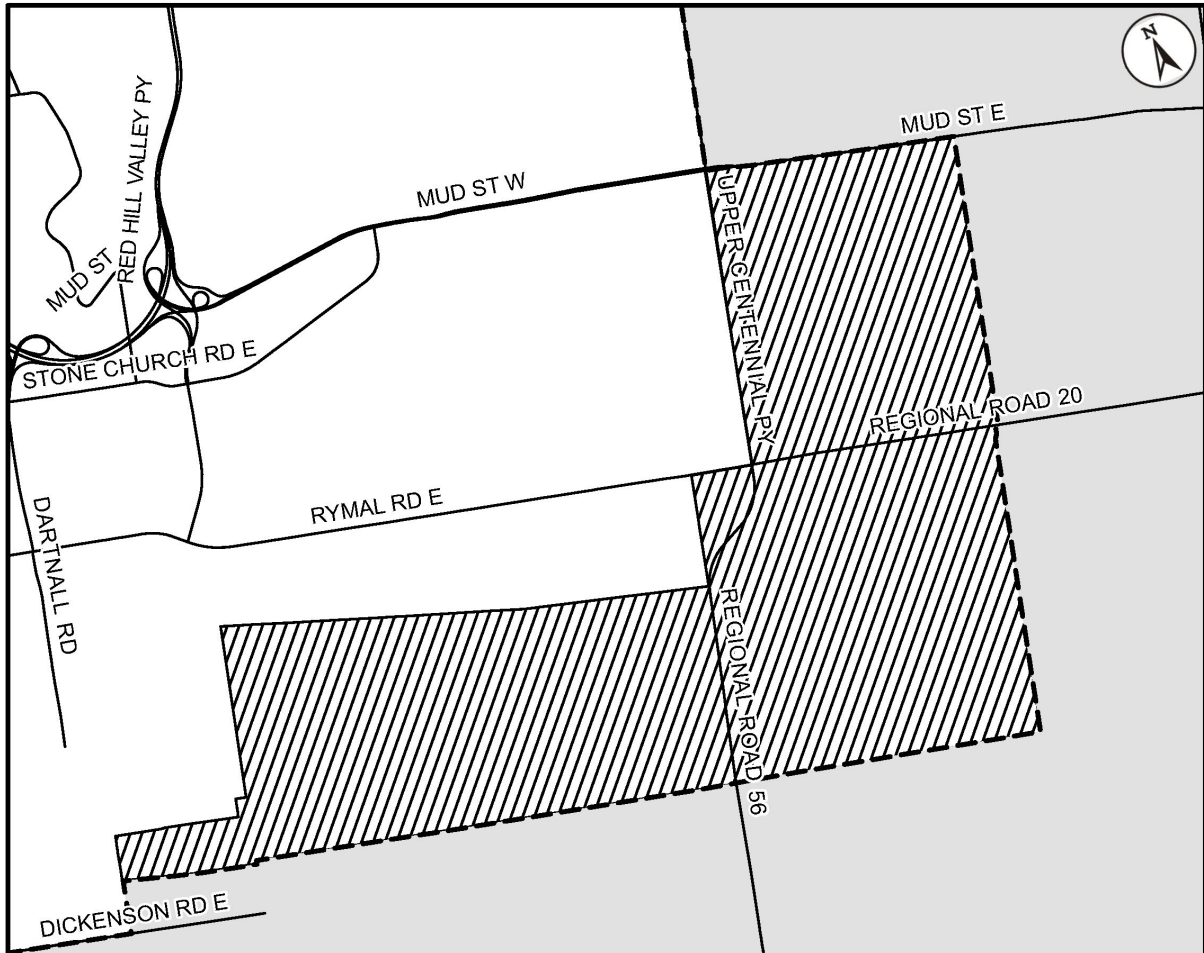 N
MUD ST E
RED HILL VALLEY PY
MUD ST W
UPPER CENTENNIAL PY
MUD ST
STONE CHURCH RD E
REGIONAL ROAD 20
RYMAL RD E
DARTNALL RD
REGIONAL ROAD 56
DICKENSON RD E